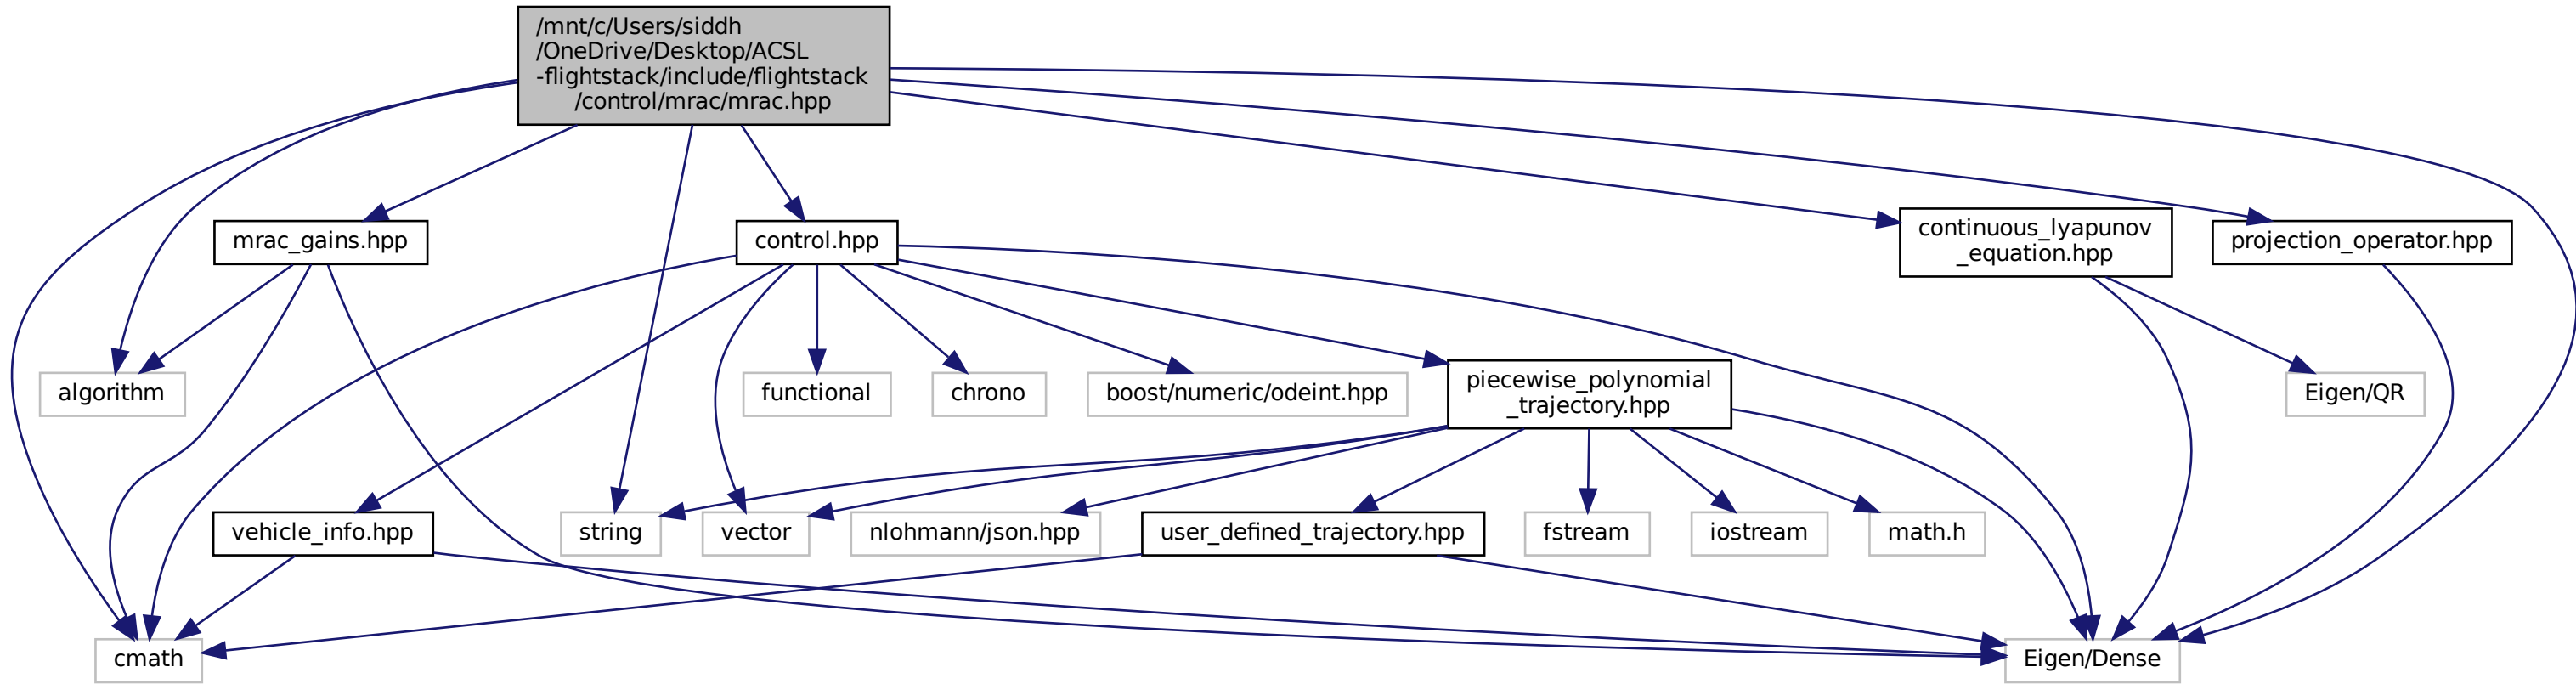 /mnt/c/Users/siddh
/OneDrive/Desktop/ACSL
-flightstack/include/flightstack
/control/mrac/mrac.hpp
mrac_gains.hpp
control.hpp
continuous_lyapunov
_equation.hpp
projection_operator.hpp
algorithm
functional
chrono
boost/numeric/odeint.hpp
piecewise_polynomial
_trajectory.hpp
Eigen/QR
vehicle_info.hpp
string
vector
nlohmann/json.hpp
user_defined_trajectory.hpp
fstream
iostream
math.h
cmath
Eigen/Dense